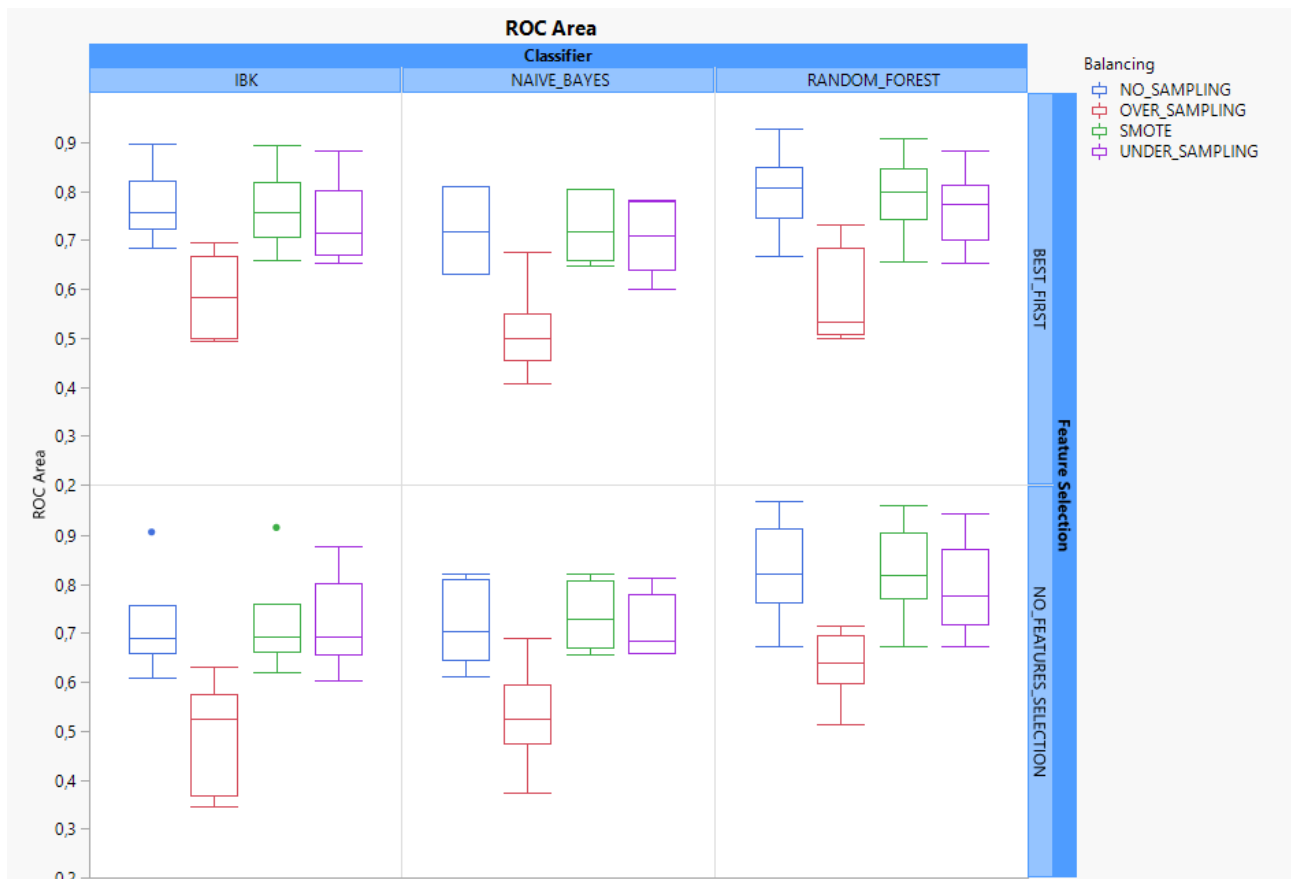 ROC Area
Classifier
IBK NAIVE_BAYES RANDOM_FOREST
Balancing
NO_SAMPLING
OVER_SAMPLING
SMOTE
UNDER_SAMPLING
ROC Area
0,9
0,8
0,7
0,6
0,5
0,4
0,3
0,2
0,9
0,8
0,7
0,6
0,5
0,4
0,3
0,2
BEST_FIRST
NO_FEATURES_SELECTION
Feature Selection